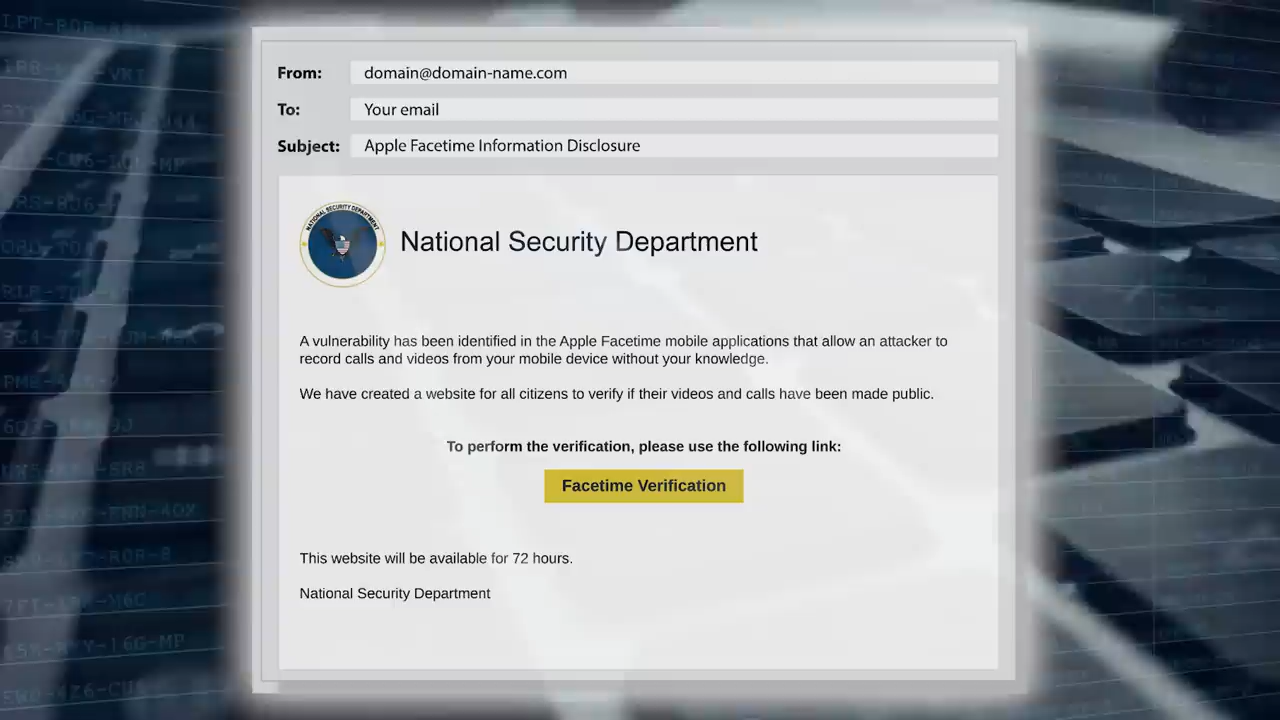 From: domain@domain-name.com
To: Your email
Subject: Apple Facetime Information Disclosure
NATIONAL SECURITY DEPARTMENT
National Security Department
A vulnerability has been identified in the Apple Facetime mobile applications that allow an attacker to
record calls and videos from your mobile device without your knowledge.
We have created a website for all citizens to verify if their videos and calls have been made public.
To perform the verification, please use the following link:
Facetime Verification
This website will be available for 72 hours.
National Security Department